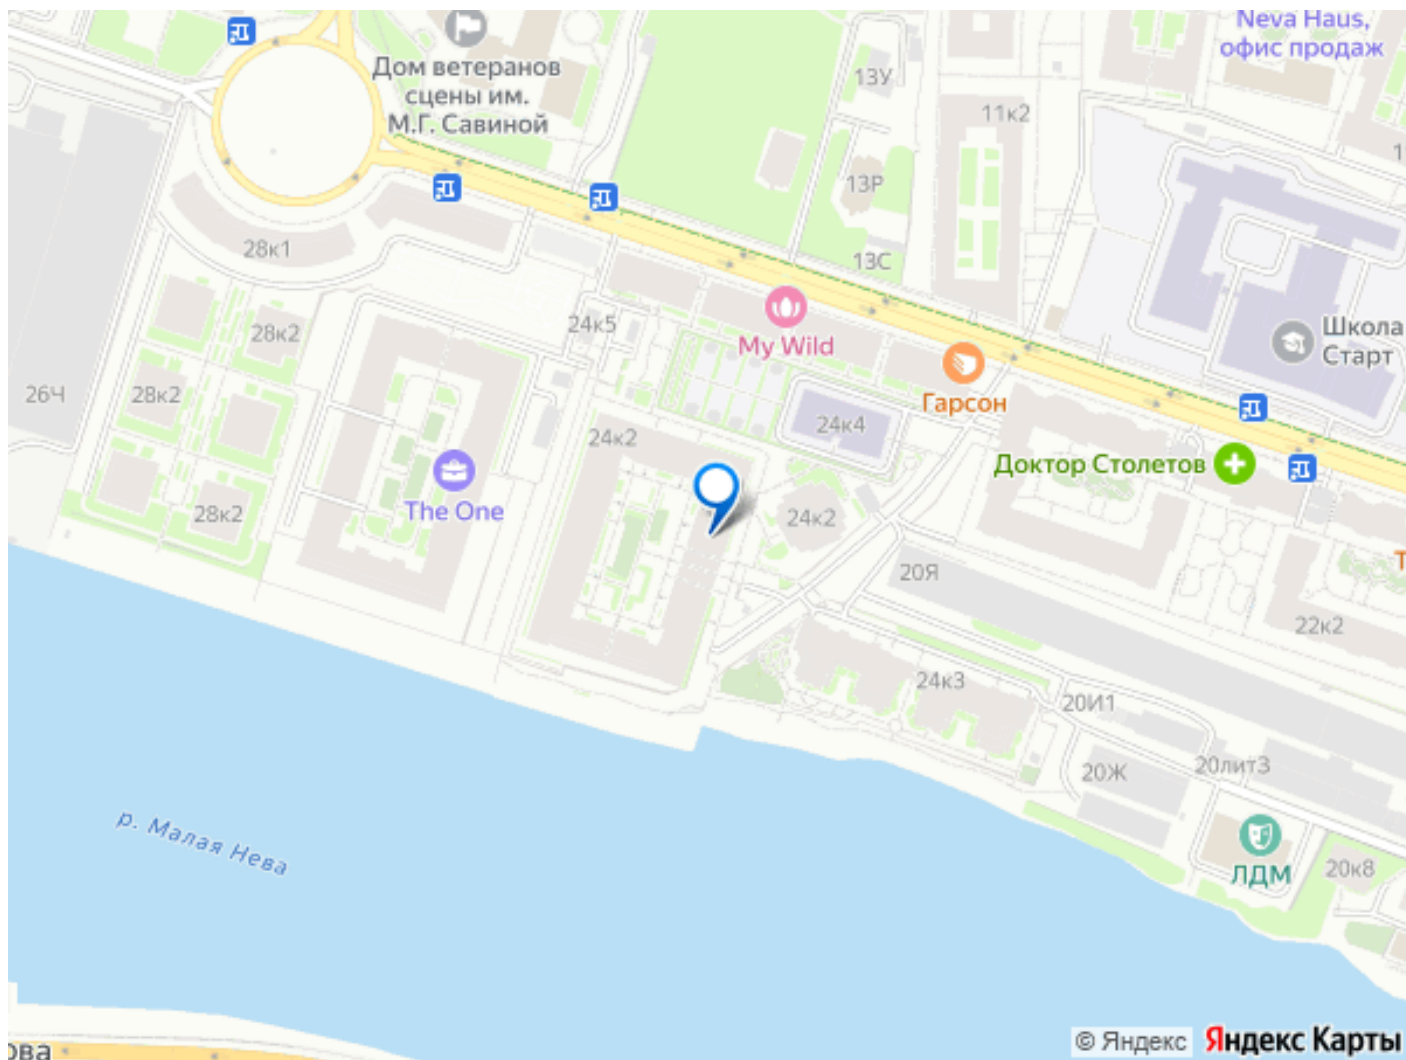 Neva Haus,
офис продаж
Дом ветеранов
сцены им.
М.Г. Савиной
13У
11к2
13Р
13С
28к1
24к5
My Wild
Школа
Старт
28к2
26Ч
28к2
Гарсон
24к4
24к2
Доктор Столетов
The One
28к2
24к2
20Я
22к2
24к3
20И1
20Ж
20литЗ
р. Малая Нева
ЛДМ
20к8
© Яндекс Яндекс Карты